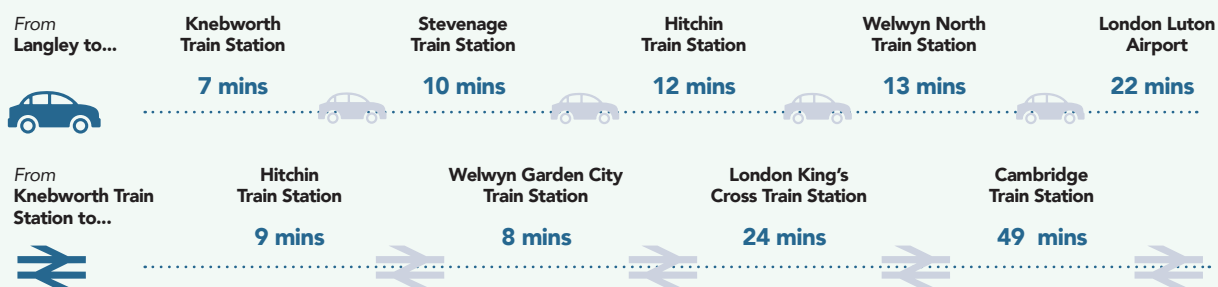 From
Langley to...
Knebworth
Train Station
7 mins
Stevenage
Train Station
10 mins
Hitchin
Train Station
12 mins
Welwyn North
Train Station
13 mins
London Luton
Airport
22 mins
From
Knebworth Train
Station to...
Hitchin
Train Station
9 mins
Welwyn Garden City
Train Station
8 mins
London King's
Cross Train Station
24 mins
Cambridge
Train Station
49 mins